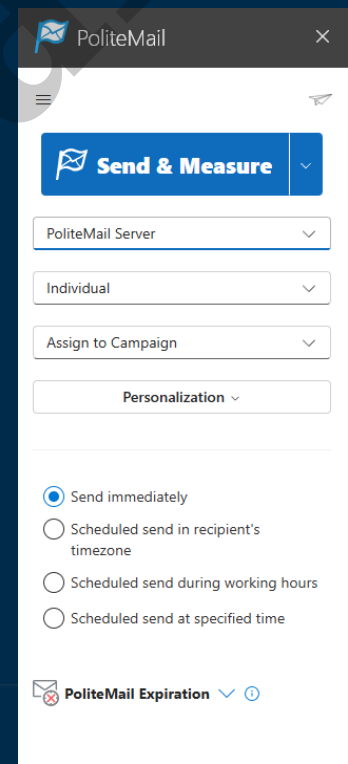 PoliteMail
Send & Measure
PoliteMail Server
Individual
Assign to Campaign
Personalization
Send immediately
Scheduled send in recipient's
timezone
Scheduled send during working hours
Scheduled send at specified time
PoliteMail Expiration